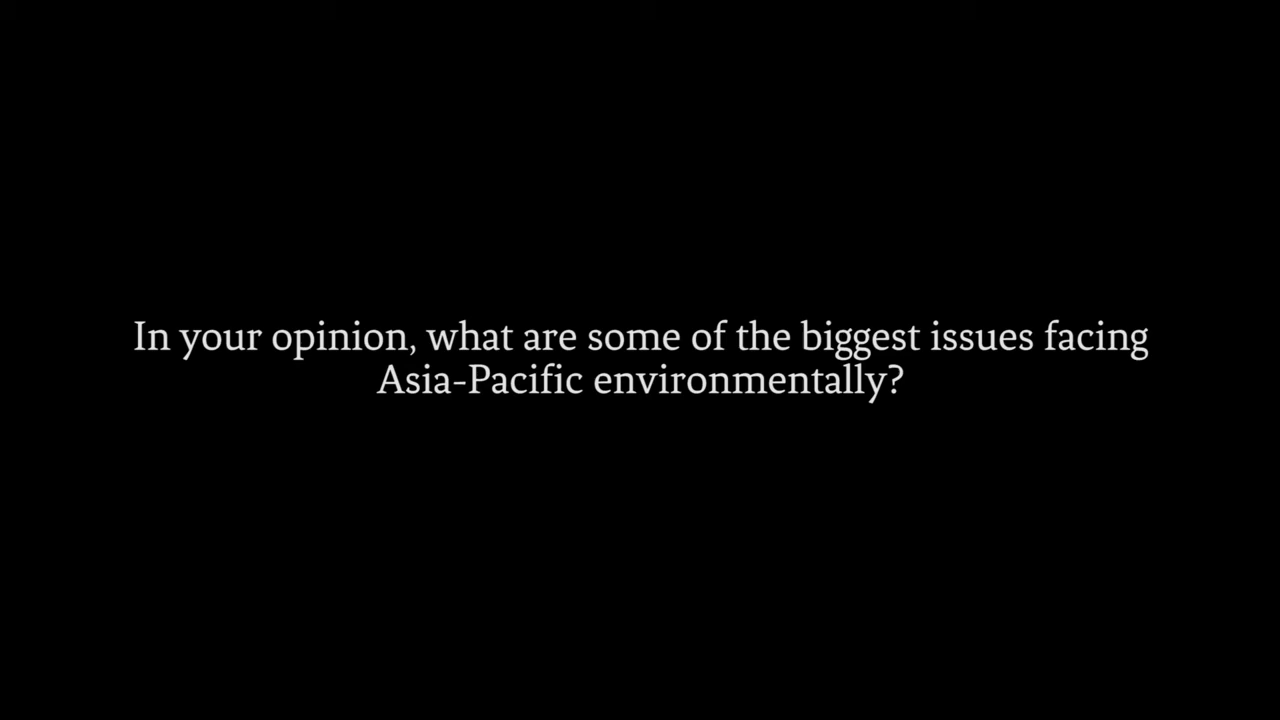 In your opinion, what are some of the biggest issues facing
Asia-Pacific environmentally?